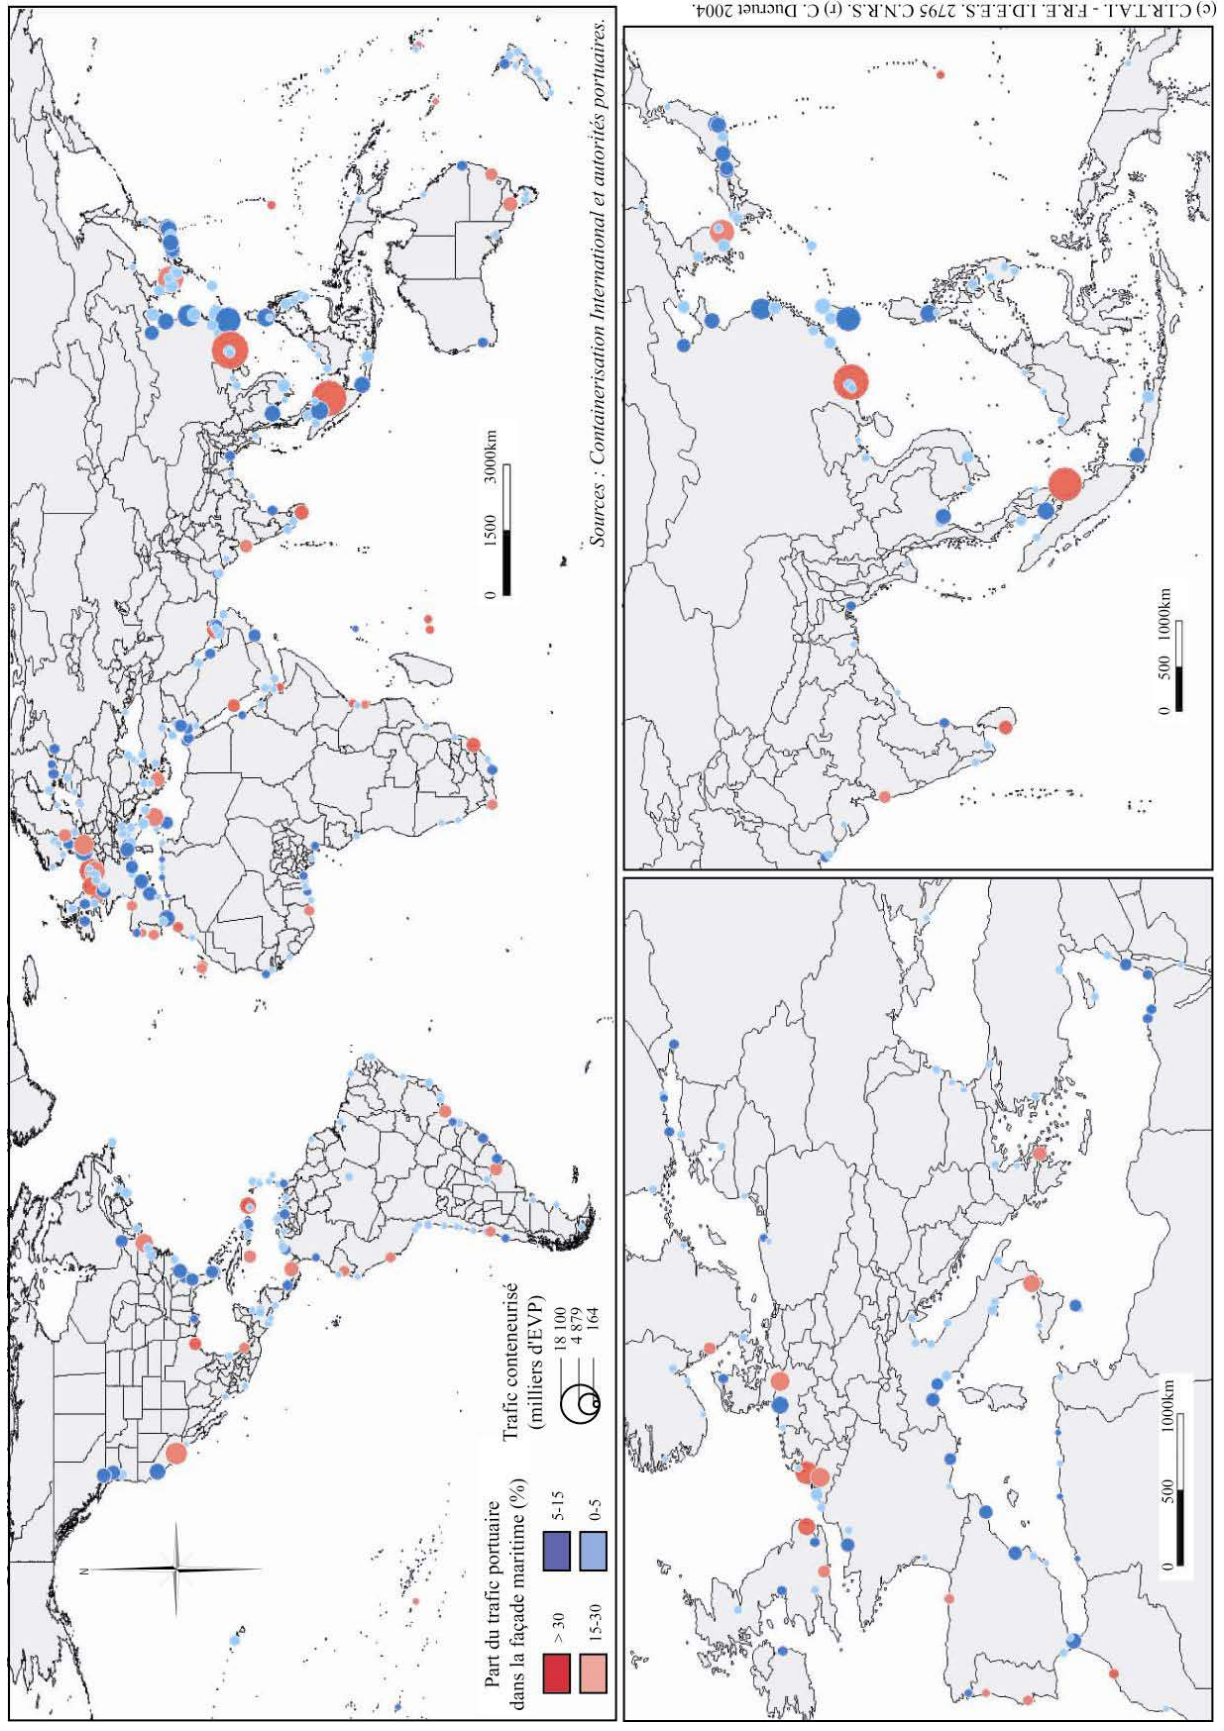 N
Part du trafic portuaire
dans la façade maritime (%)
> 30
5-15
15-30
0-5
Trafic conteneurisé
(milliers d'EVP)
18 100
4 879
164
0
1500
3000km
Sources : Containerisation International et autorités portuaires.
0
500
1000km
0
500
1000km
(c) C.I.R.T.A.I. - F.R.E. I.D.E.E.S. 2795 C.N.R.S. (r) C. Ducruet 2004.